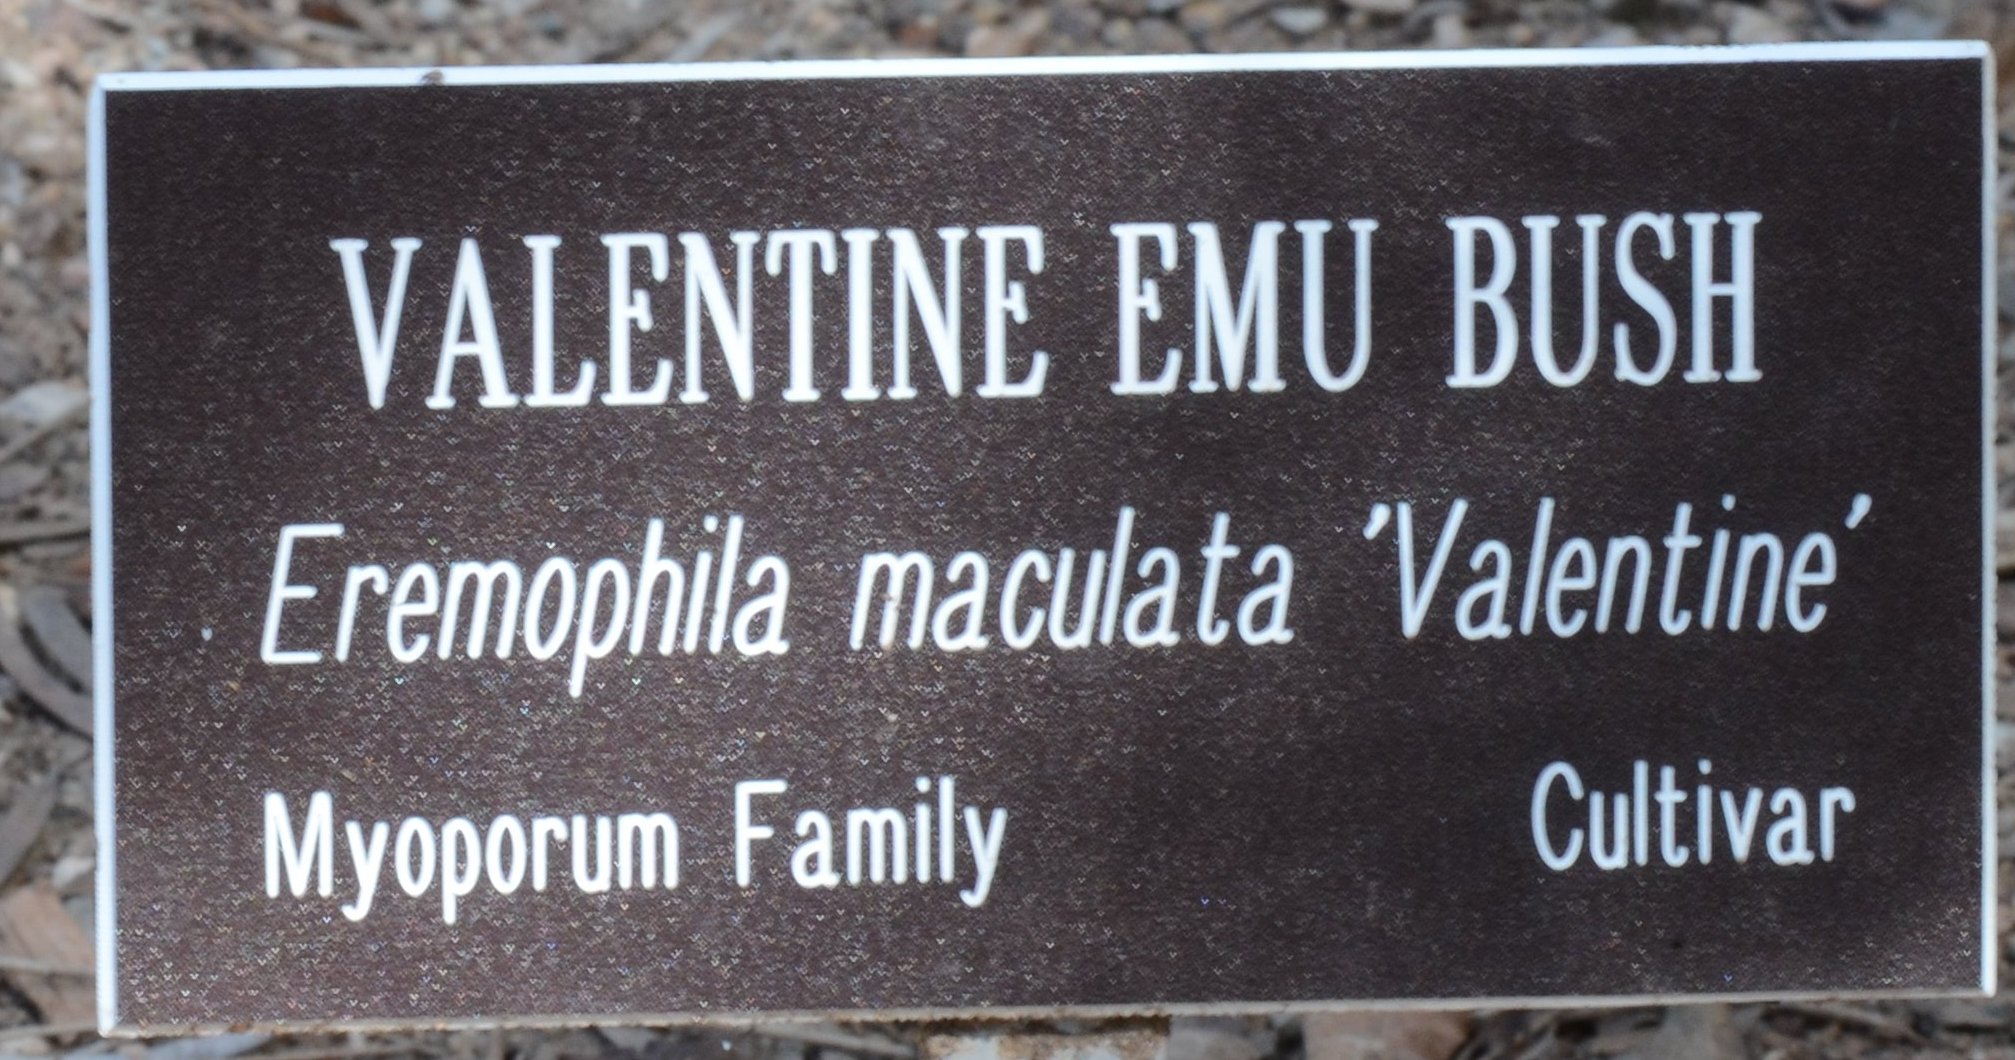 VALENTINE EMU BUSH
Eremophila maculata 'Valentine'
Myoporum Family Cultivar